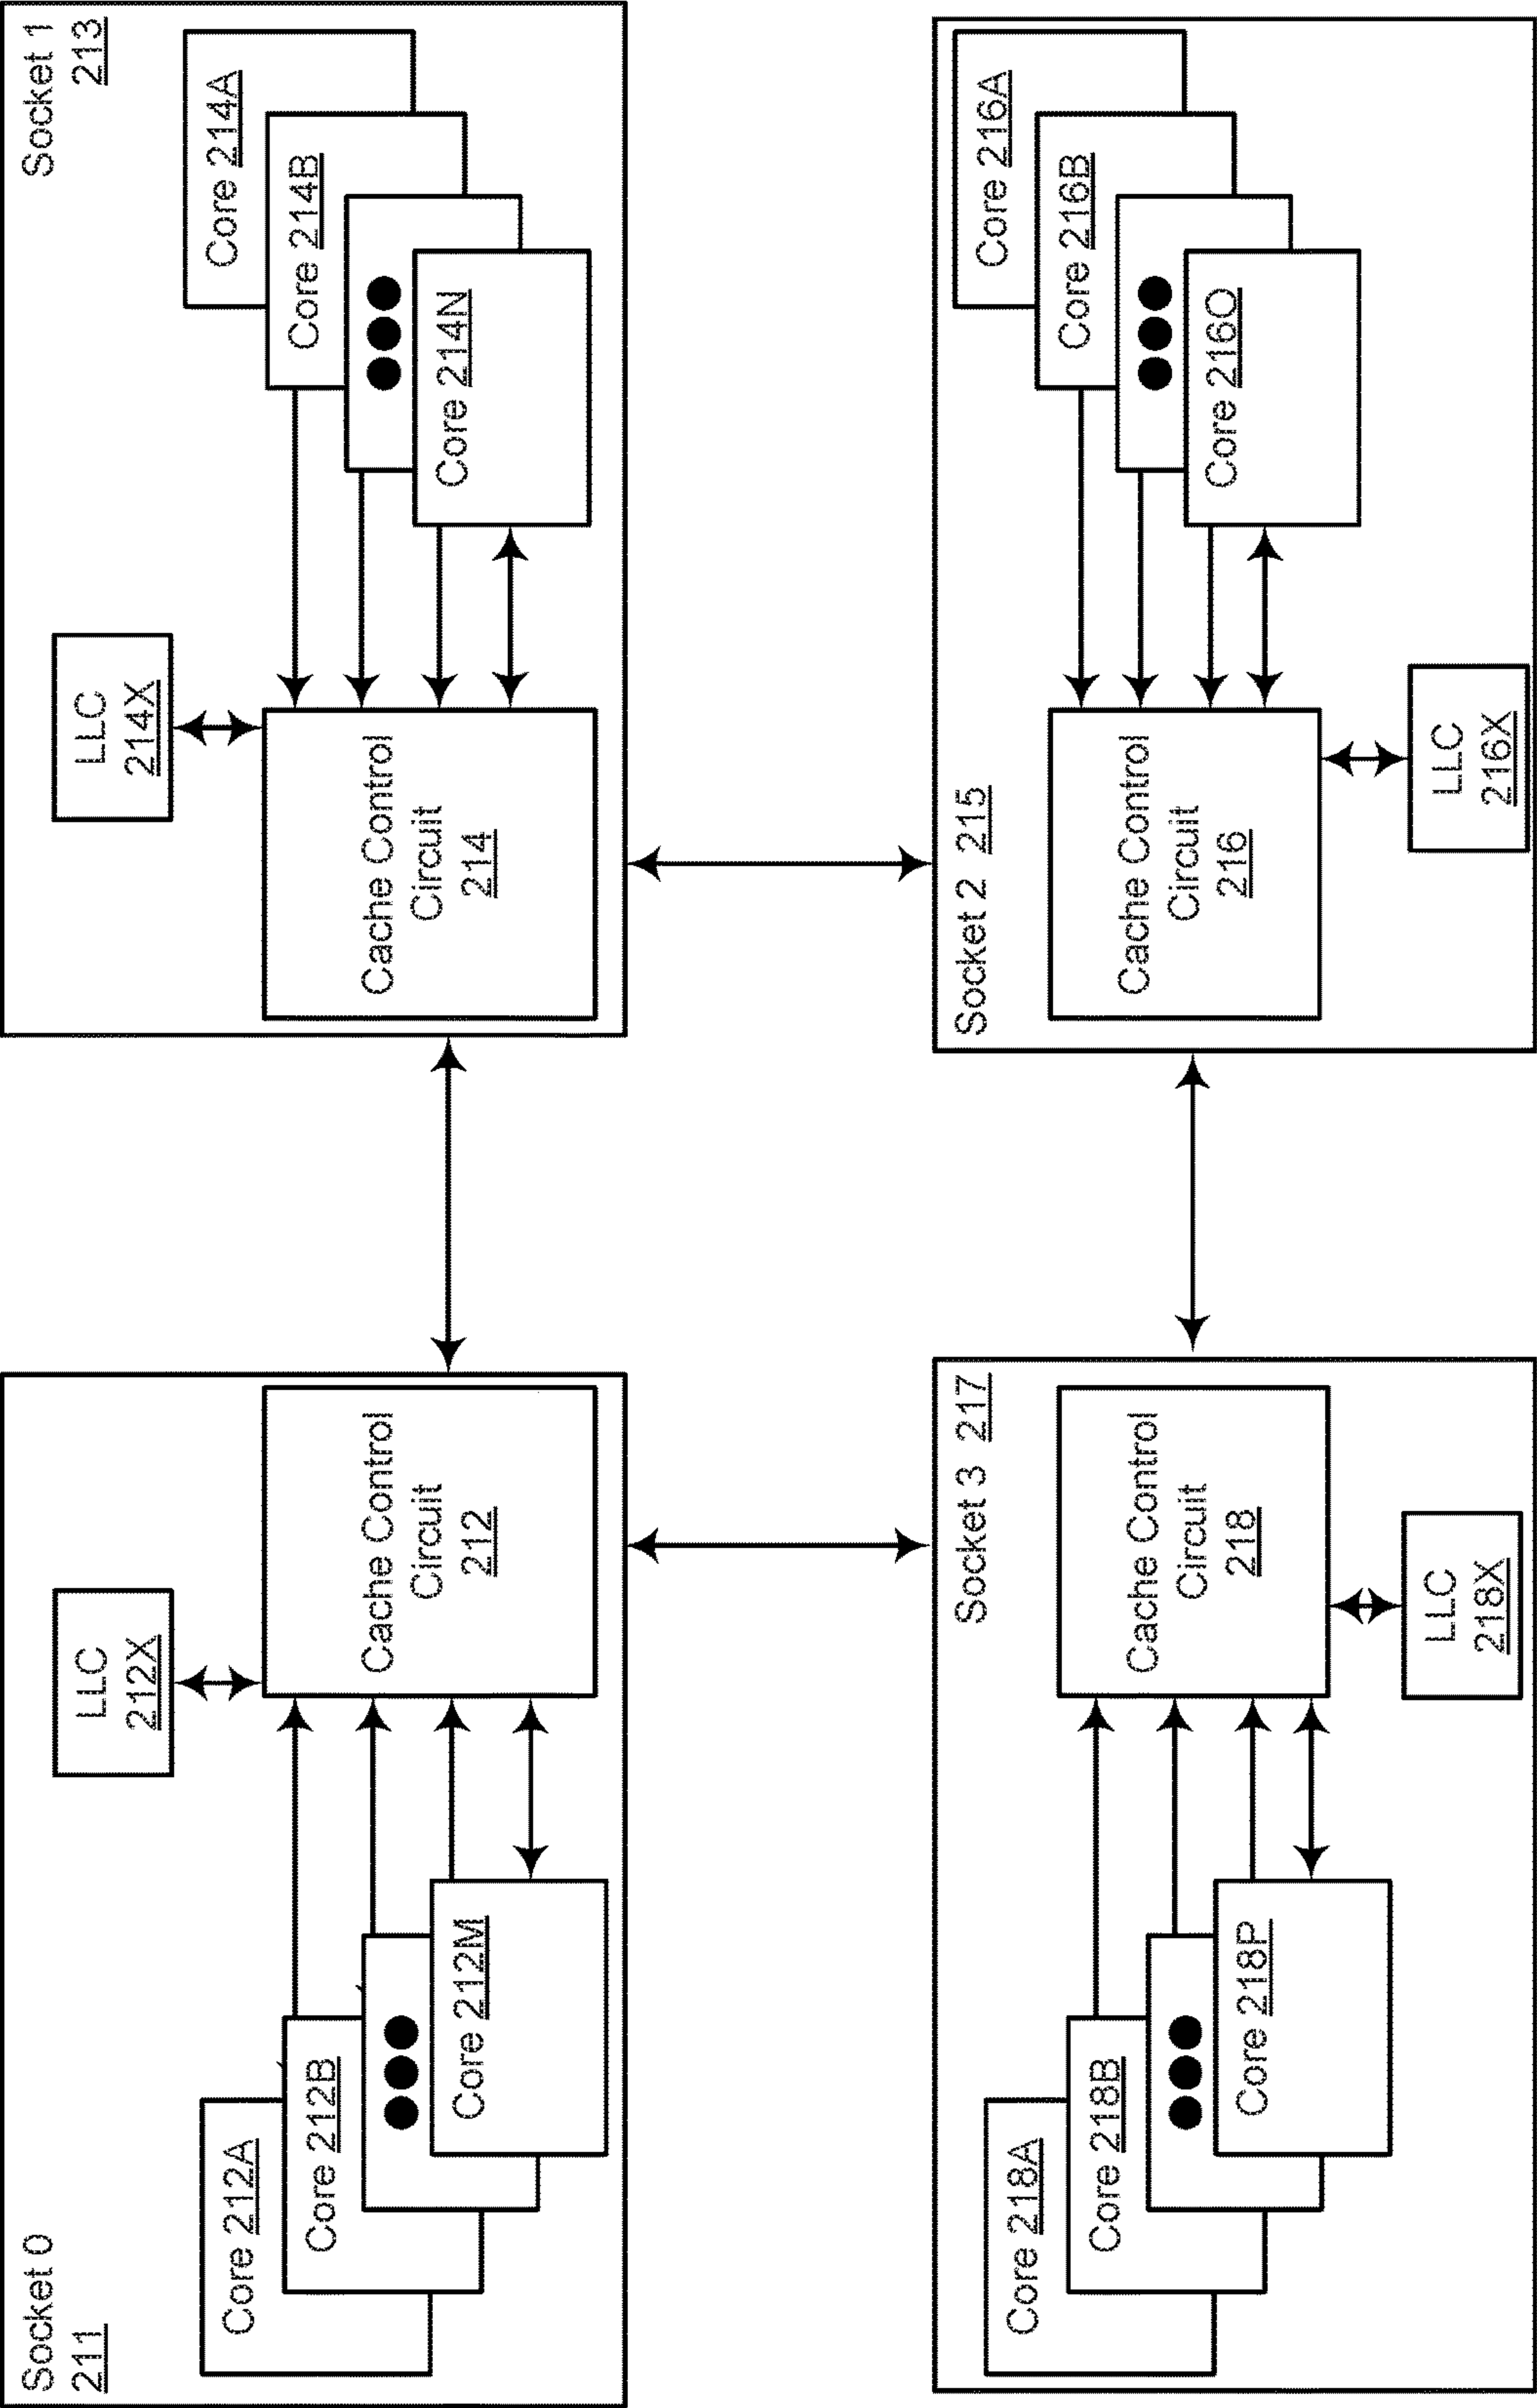 Socket 0
211
Core 212A
Core 212B
Core 212M
LLC
212X
Cache Control
Circuit
212
Socket 1
213
LLC
214X
Cache Control
Circuit
214
Core 214A
Core 214B
Core 214N
Socket 3 217
Core 218A
Core 218B
Core 218P
Cache Control
Circuit
218
LLC
218X
Socket 2 215
Cache Control
Circuit
216
LLC
216X
Core 216A
Core 216B
Core 216O